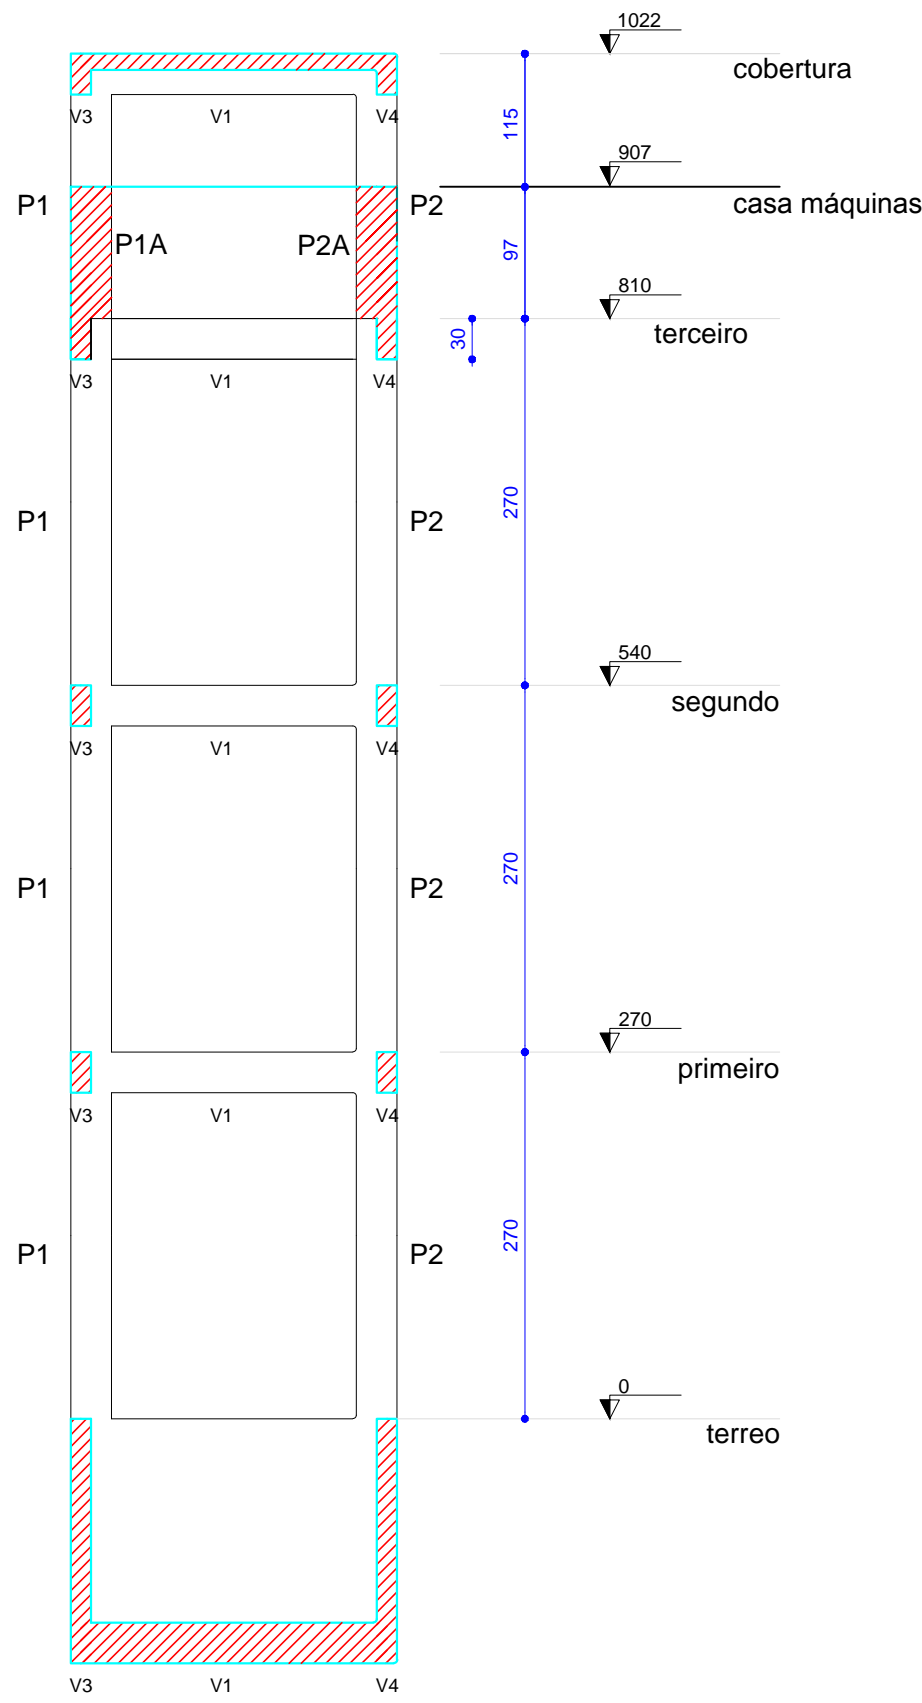 1022
cobertura
V3 V1 V4
115
907
P1 P2 casa máquinas
P1A P2A
97
810
terceiro
30
V3 V1 V4
270
P1 P2
540
segundo
V3 V1 V4
270
P1 P2
270
primeiro
V3 V1 V4
270
P1 P2
0
terreo
V3 V1 V4